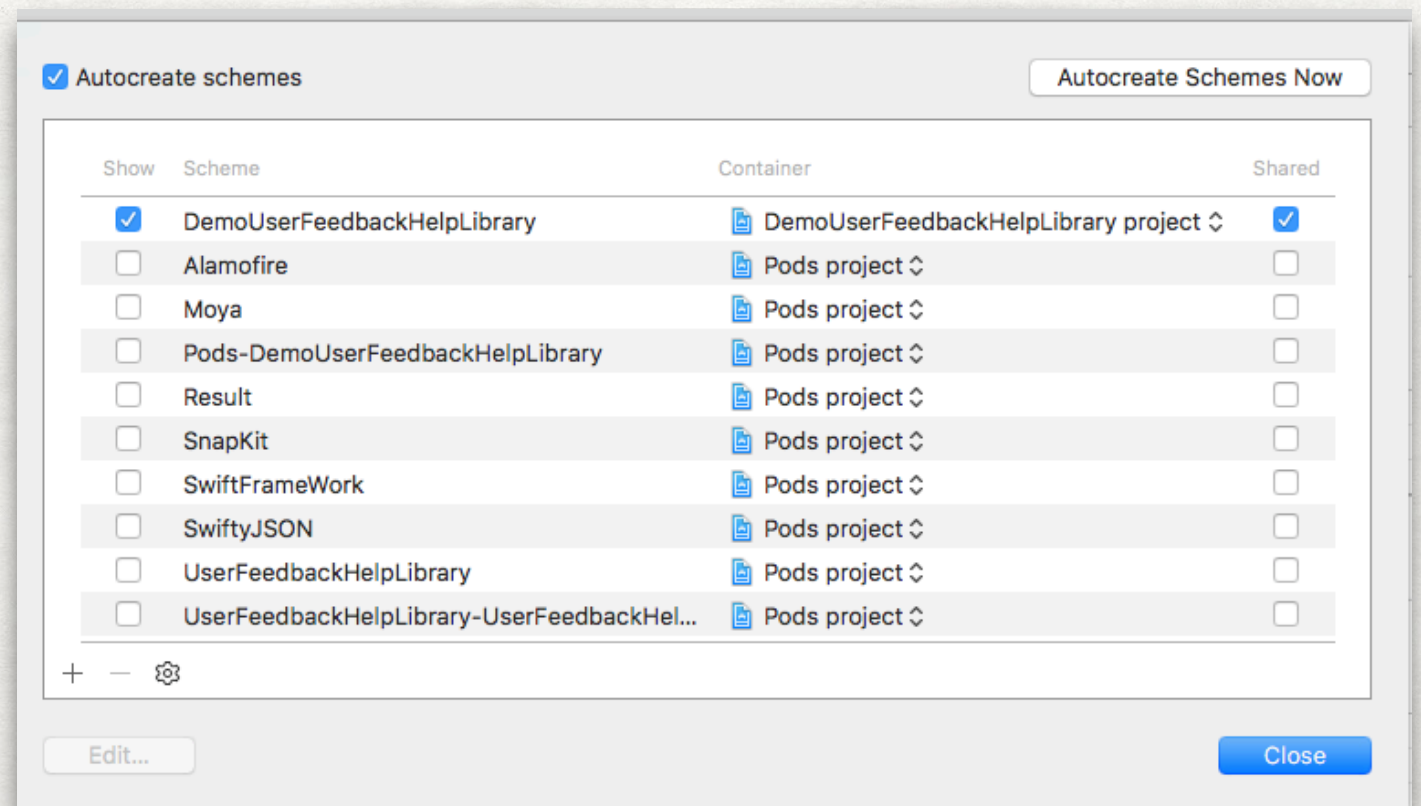 Autocreate schemes Autocreate Schemes Now
Show Scheme Container Shared
DemoUserFeedbackHelpLibrary DemoUserFeedbackHelpLibrary project
Alamofire Pods project
Moya Pods project
Pods-DemoUserFeedbackHelpLibrary Pods project
Result Pods project
SnapKit Pods project
SwiftFrameWork Pods project
SwiftyJSON Pods project
UserFeedbackHelpLibrary Pods project
UserFeedbackHelpLibrary-UserFeedbackHel... Pods project
Edit... Close